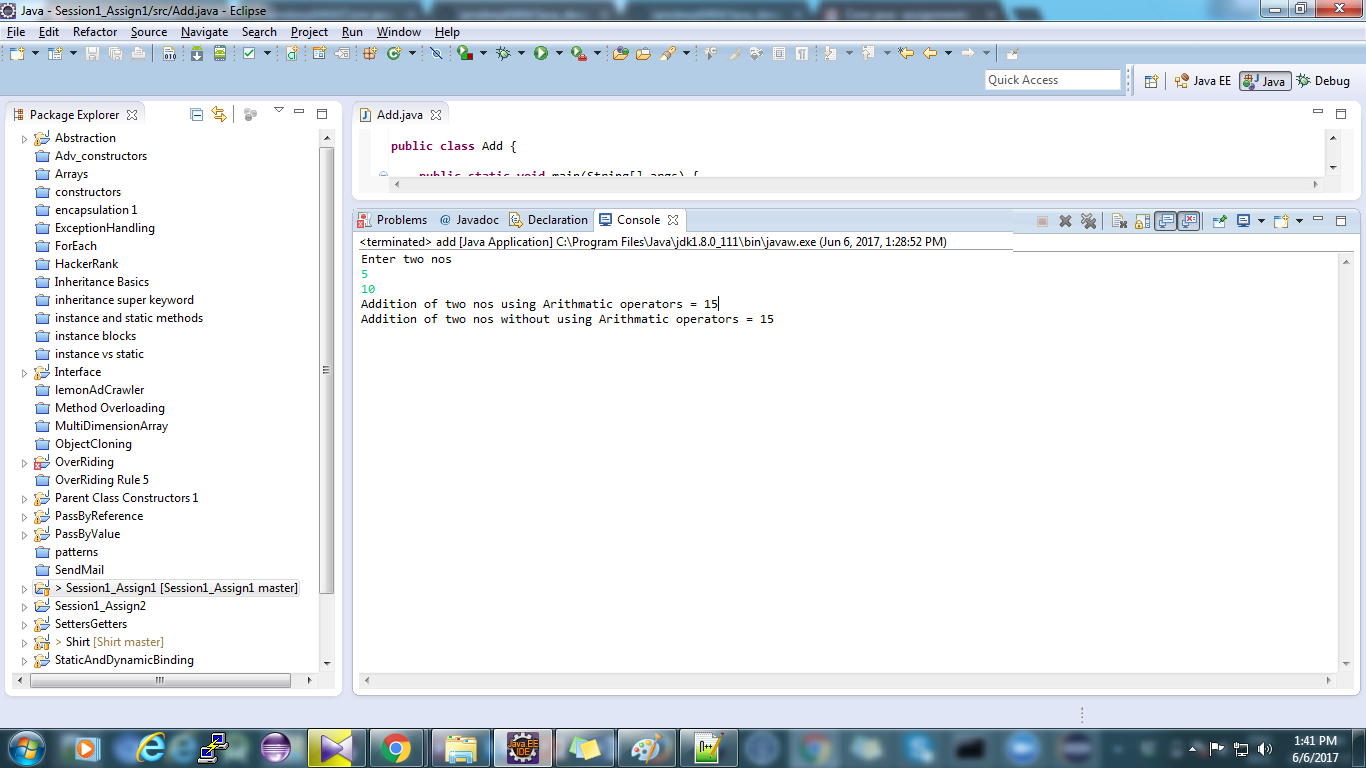 Java - Session1_Assign1/src/Add.java - Eclipse
File Edit Refactor Source Navigate Search Project Run Window Help
Quick Access
Java EE
Java
Debug
Package Explorer
Abstraction
Adv_constructors
Arrays
constructors
encapsulation 1
ExceptionHandling
ForEach
HackerRank
Inheritance Basics
inheritance super keyword
instance and static methods
instance blocks
instance vs static
Interface
lemonAdCrawler
Method Overloading
MultiDimensionArray
ObjectCloning
OverRiding
OverRiding Rule 5
Parent Class Constructors 1
PassByReference
PassByValue
patterns
SendMail
> Session1_Assign1 [Session1_Assign1 master]
Session1_Assign2
SettersGetters
> Shirt [Shirt master]
StaticAndDynamicBinding
Add.java
public class Add {
public static void main(String[] args) {
Problems @ Javadoc Declaration Console
<terminated> add [Java Application] C:\Program Files\Java\jdk1.8.0_111\bin\javaw.exe (Jun 6, 2017, 1:28:52 PM)
Enter two nos
5
10
Addition of two nos using Arithmatic operators = 15
Addition of two nos without using Arithmatic operators = 15
Java EE
IDE
1:41 PM
6/6/2017